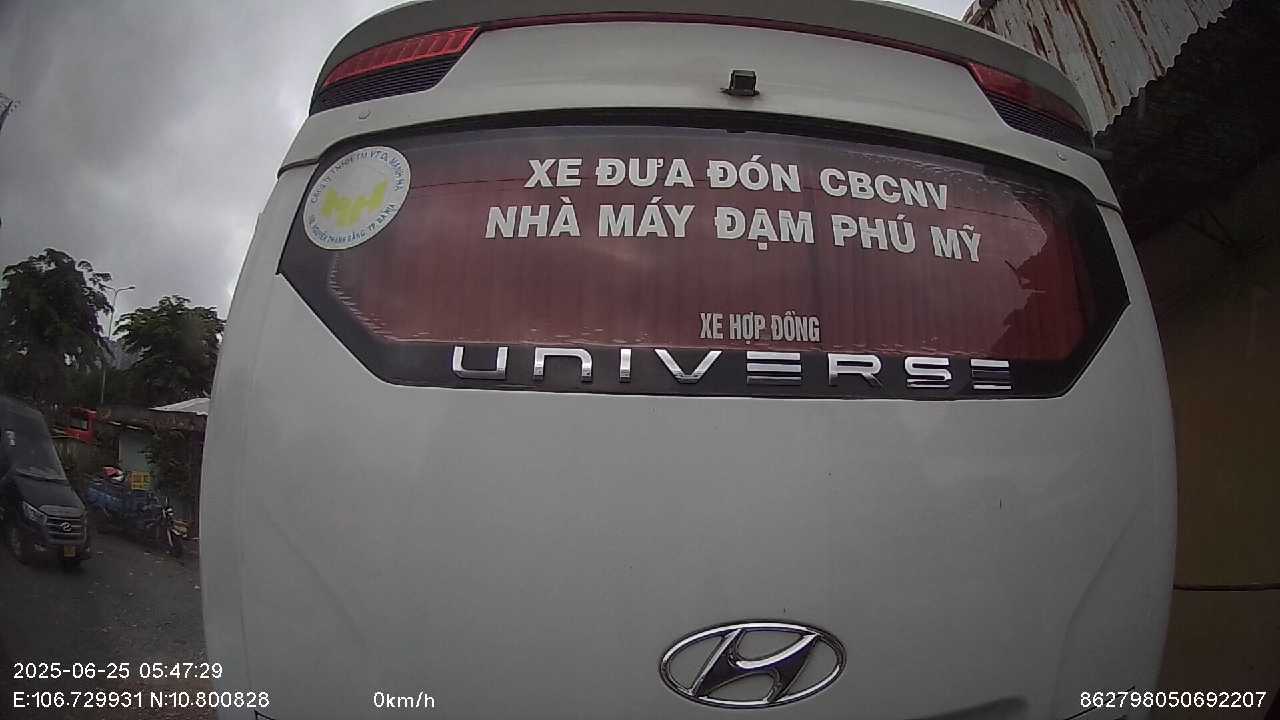 XE ĐƯA ĐÓN CBCNV
NHÀ MÁY ĐẠM PHÚ MỸ
MH
XE HỢP ĐỒNG
UNIVERSE
2025-06-25 05:47:29
E:106.729931 N:10.800828
0km/h
862798050692207